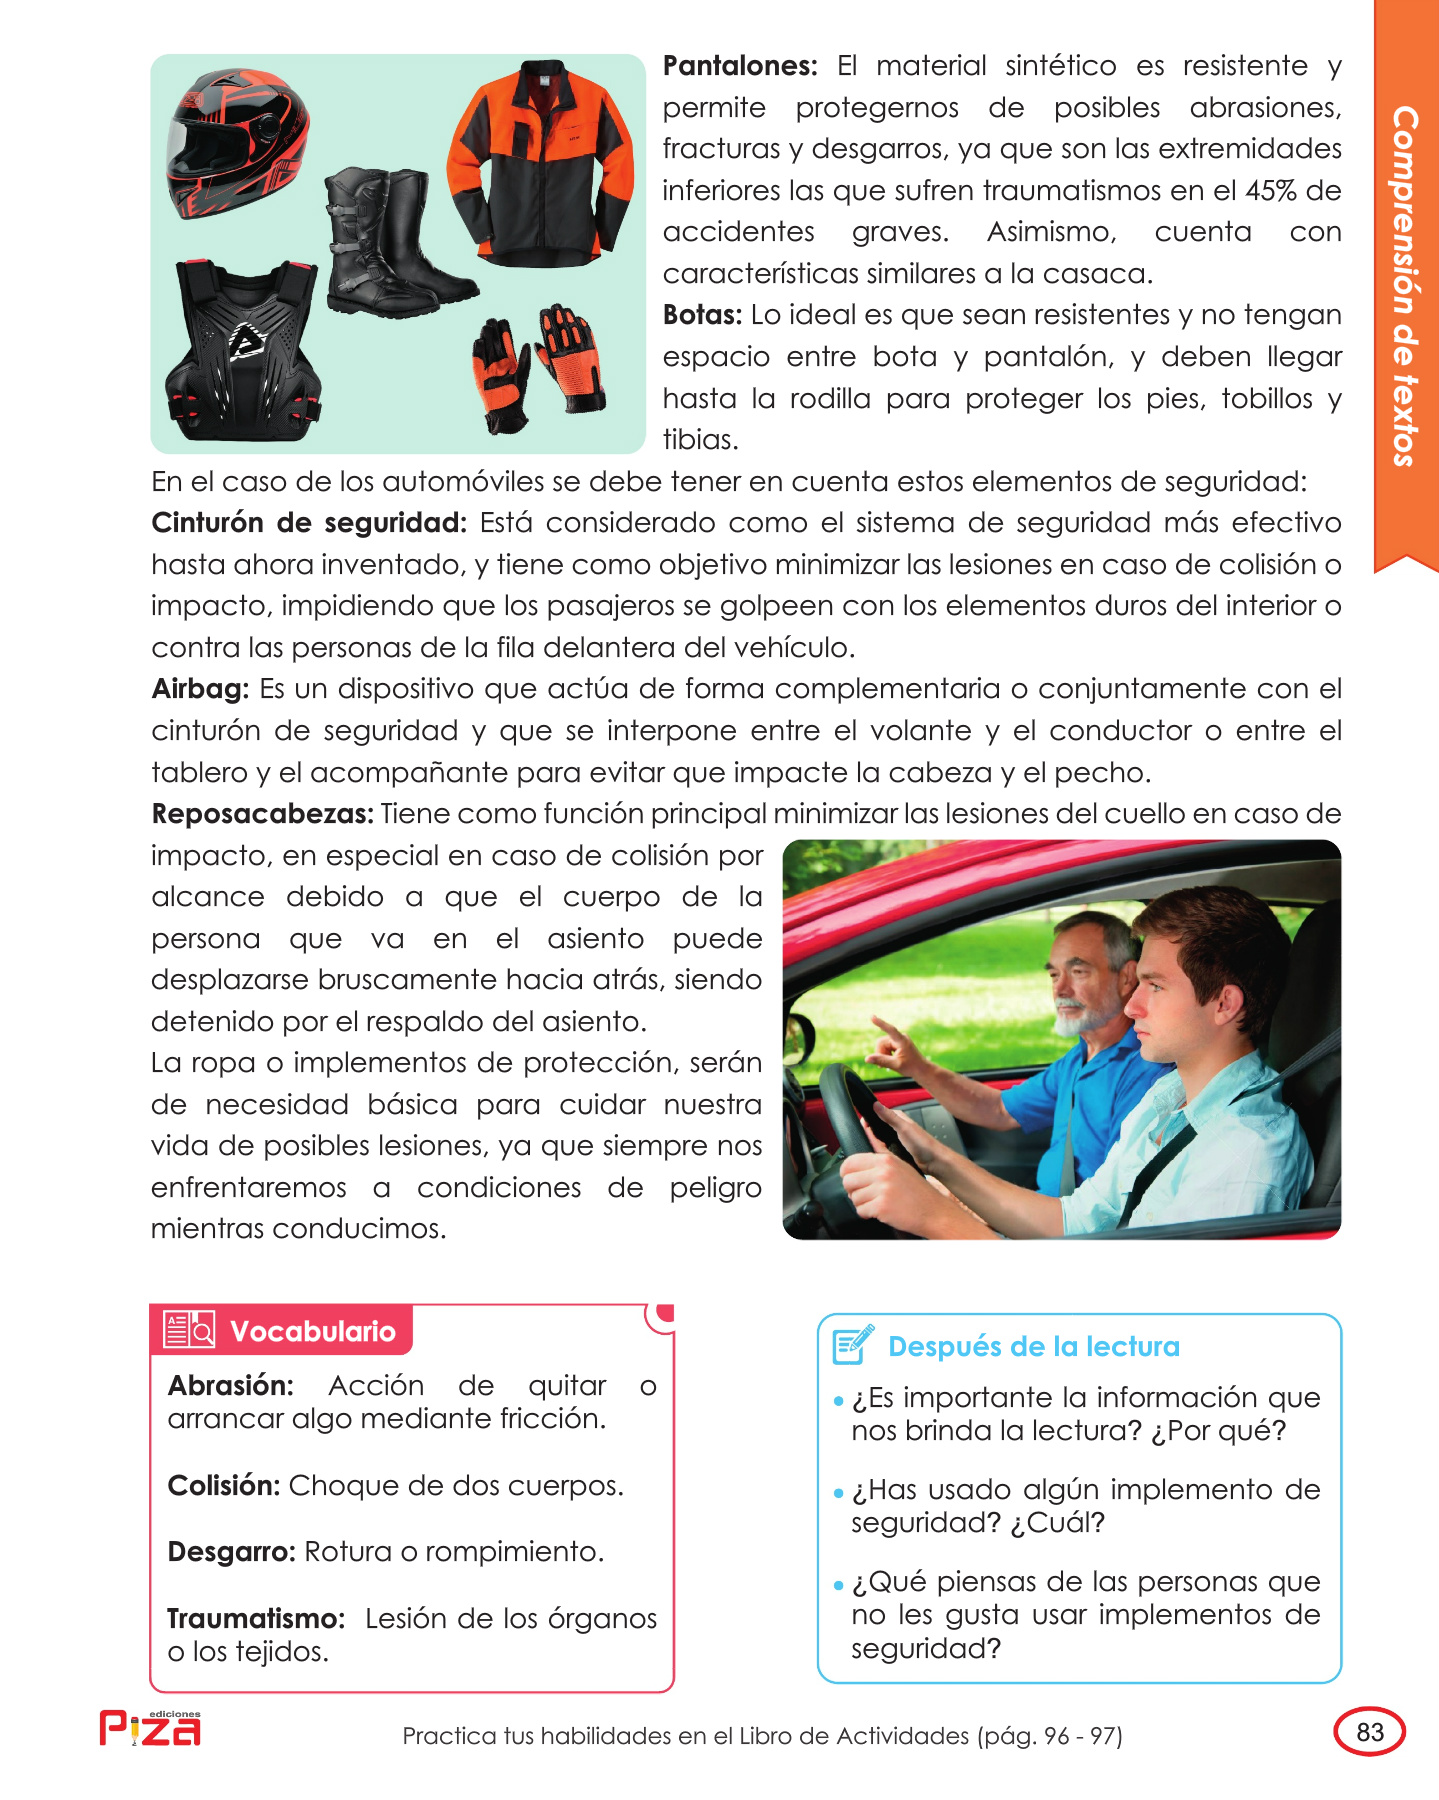 Pantalones: El material sintético es resistente y
permite protegernos de posibles abrasiones,
fracturas y desgarros, ya que son las extremidades
inferiores las que sufren traumatismos en el 45% de
accidentes graves. Asimismo, cuenta con
características similares a la casaca.
Botas: Lo ideal es que sean resistentes y no tengan
espacio entre bota y pantalón, y deben llegar
hasta la rodilla para proteger los pies, tobillos y
tibias.
En el caso de los automóviles se debe tener en cuenta estos elementos de seguridad:
Cinturón de seguridad: Está considerado como el sistema de seguridad más efectivo
hasta ahora inventado, y tiene como objetivo minimizar las lesiones en caso de colisión o
impacto, impidiendo que los pasajeros se golpeen con los elementos duros del interior o
contra las personas de la fila delantera del vehículo.
Airbag: Es un dispositivo que actúa de forma complementaria o conjuntamente con el
cinturón de seguridad y que se interpone entre el volante y el conductor o entre el
tablero y el acompañante para evitar que impacte la cabeza y el pecho.
Reposacabezas: Tiene como función principal minimizar las lesiones del cuello en caso de
impacto, en especial en caso de colisión por
alcance debido a que el cuerpo de la
persona que va en el asiento puede
desplazarse bruscamente hacia atrás, siendo
detenido por el respaldo del asiento.
La ropa o implementos de protección, serán
de necesidad básica para cuidar nuestra
vida de posibles lesiones, ya que siempre nos
enfrentaremos a condiciones de peligro
mientras conducimos.
Comprensión de textos
Vocabulario
Abrasión: Acción de quitar o
arrancar algo mediante fricción.
Colisión: Choque de dos cuerpos.
Desgarro: Rotura o rompimiento.
Traumatismo: Lesión de los órganos
o los tejidos.
Después de la lectura
• ¿Es importante la información que
nos brinda la lectura? ¿Por qué?
• ¿Has usado algún implemento de
seguridad? ¿Cuál?
• ¿Qué piensas de las personas que
no les gusta usar implementos de
seguridad?
ediciones
Piza
Practica tus habilidades en el Libro de Actividades (pág. 96 - 97)
83